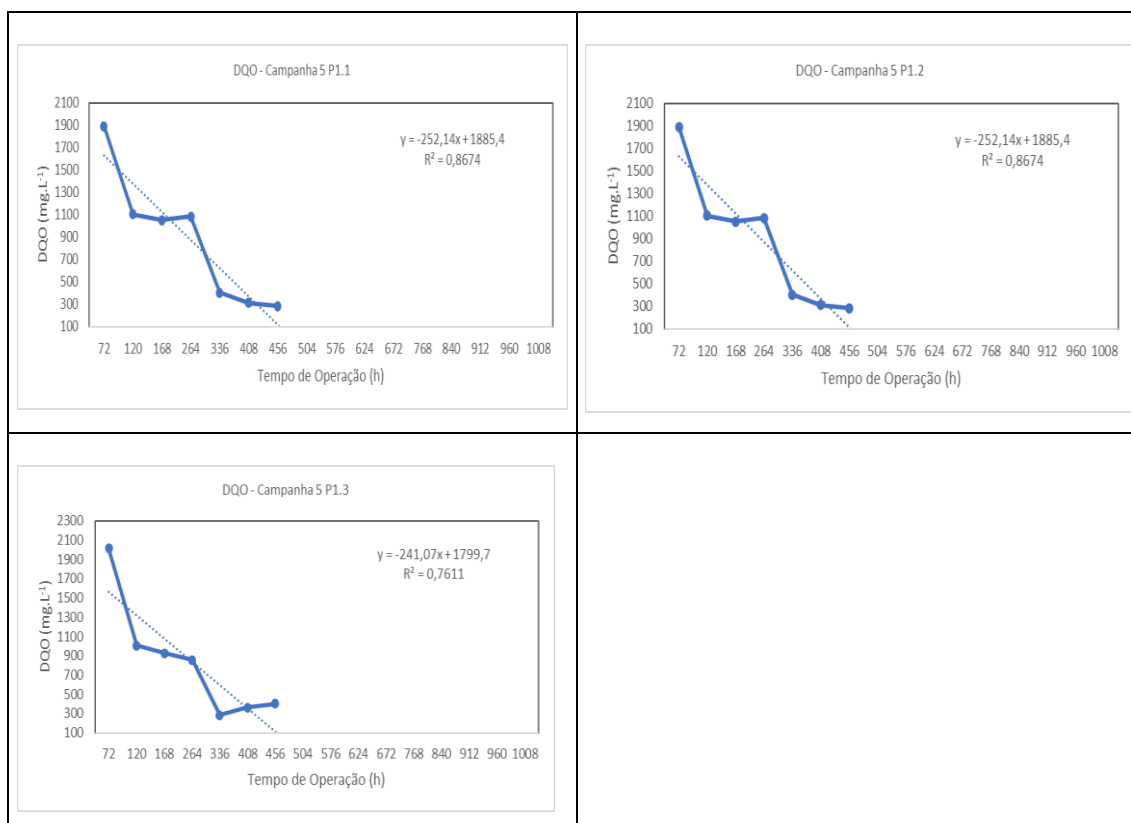 DQO - Campanha 5 P1.1
2100
1900
1700
1500
1300
1100
900
700
500
300
100
DQO (mg.L⁻¹)
y = -252,14x + 1885,4
R² = 0,8674
72 120 168 264 336 408 456 504 576 624 672 768 840 912 960 1008
Tempo de Operação (h)
DQO - Campanha 5 P1.2
2100
1900
1700
1500
1300
1100
900
700
500
300
100
DQO (mg.L⁻¹)
y = -252,14x + 1885,4
R² = 0,8674
72 120 168 264 336 408 456 504 576 624 672 768 840 912 960 1008
Tempo de Operação (h)
DQO - Campanha 5 P1.3
2300
2100
1900
1700
1500
1300
1100
900
700
500
300
100
DQO (mg.L⁻¹)
y = -241,07x + 1799,7
R² = 0,7611
72 120 168 264 336 408 456 504 576 624 672 768 840 912 960 1008
Tempo de Operação (h)